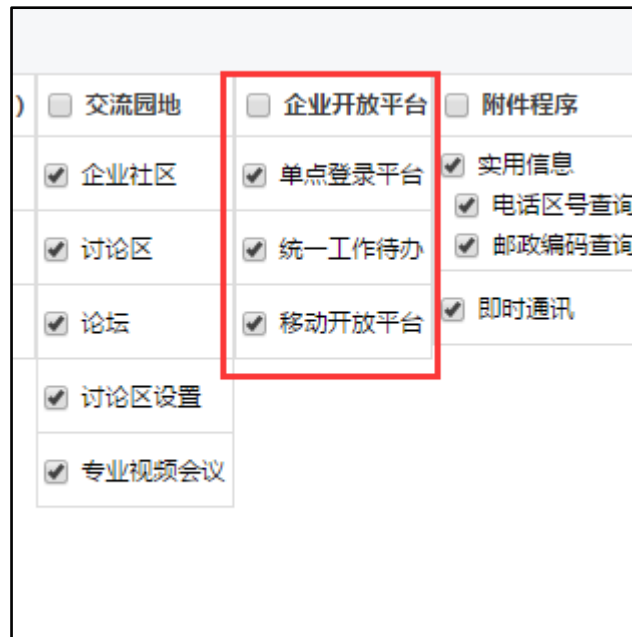 ) 交流园地 企业开放平台 附件程序
企业社区 单点登录平台 实用信息
电话区号查询
讨论区 统一工作待办 邮政编码查询
论坛 移动开放平台 即时通讯
讨论区设置
专业视频会议